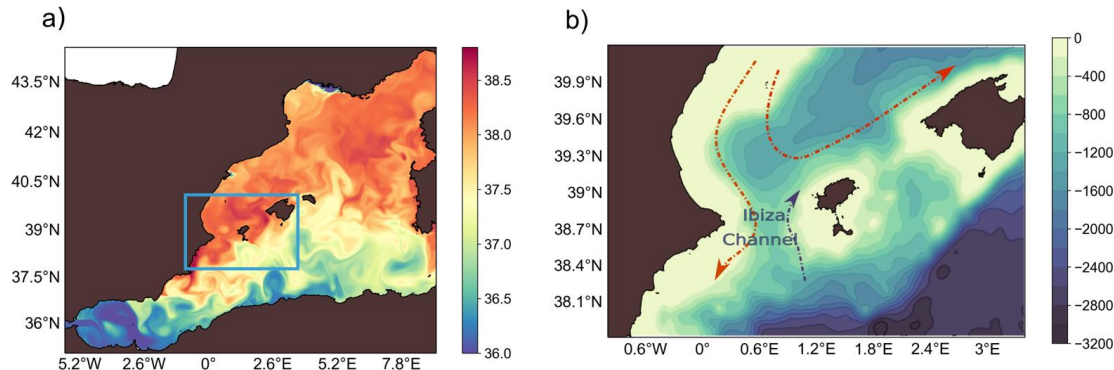 a)
43.5°N
42°N
40.5°N
39°N
37.5°N
36°N
5.2°W 2.6°W 0° 2.6°E 5.2°E 7.8°E
38.5
38.0
37.5
37.0
36.5
36.0
b)
39.9°N
39.6°N
39.3°N
39°N
38.7°N
38.4°N
38.1°N
0.6°W 0° 0.6°E 1.2°E 1.8°E 2.4°E 3°E
Ibiza
Channel
0
−400
−800
−1200
−1600
−2000
−2400
−2800
−3200